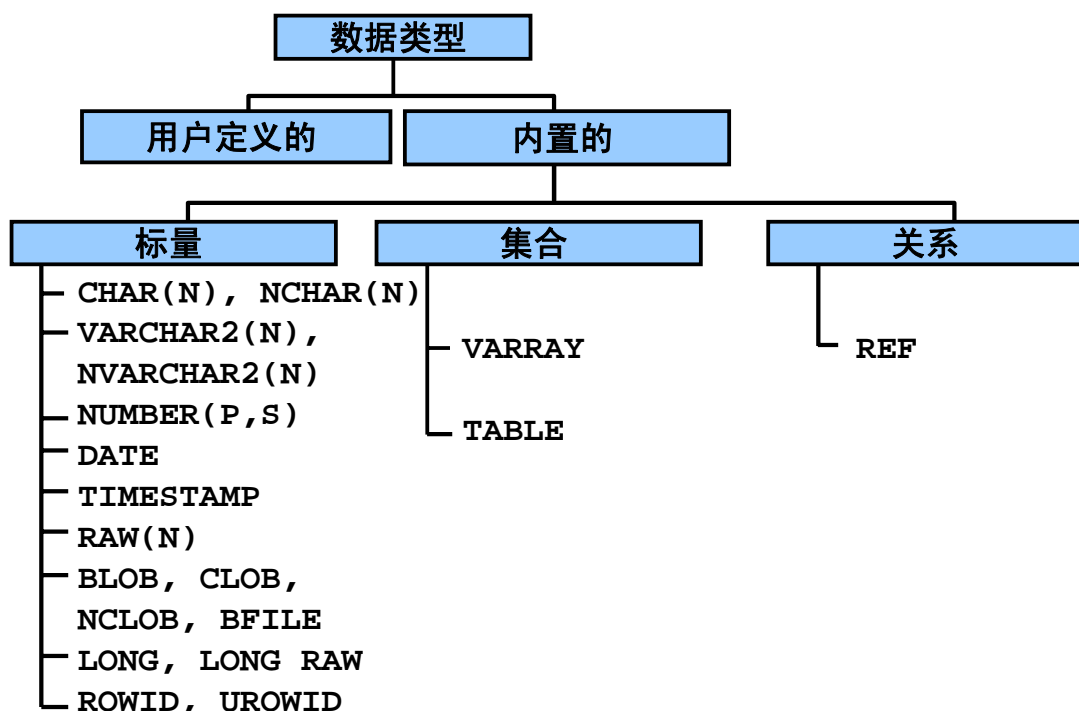 数据类型
用户定义的
内置的
标量
集合
关系
CHAR(N), NCHAR(N)
VARCHAR2(N),
NVARCHAR2(N)
NUMBER(P,S)
DATE
TIMESTAMP
RAW(N)
BLOB, CLOB,
NCLOB, BFILE
LONG, LONG RAW
ROWID, UROWID
VARRAY
TABLE
REF